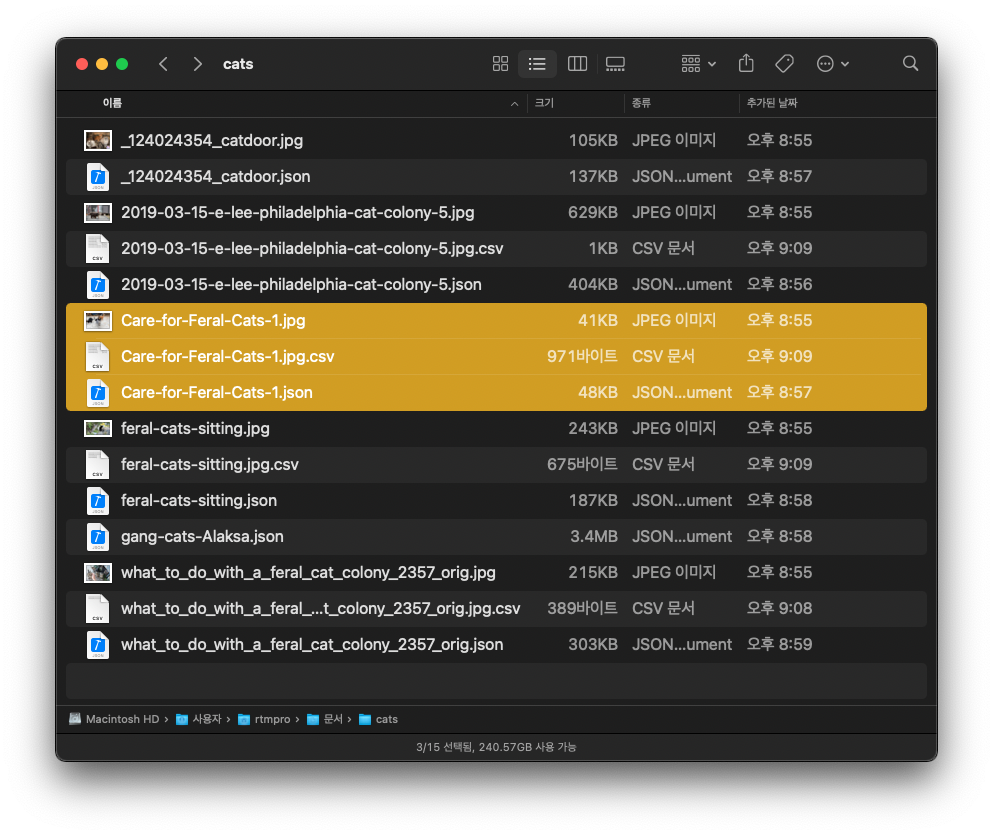 cats
이름 크기 종류 추가된 날짜
_124024354_catdoor.jpg 105KB JPEG 이미지 오후 8:55
_124024354_catdoor.json 137KB JSON...ument 오후 8:57
2019-03-15-e-lee-philadelphia-cat-colony-5.jpg 629KB JPEG 이미지 오후 8:55
2019-03-15-e-lee-philadelphia-cat-colony-5.jpg.csv 1KB CSV 문서 오후 9:09
2019-03-15-e-lee-philadelphia-cat-colony-5.json 404KB JSON...ument 오후 8:56
Care-for-Feral-Cats-1.jpg 41KB JPEG 이미지 오후 8:55
Care-for-Feral-Cats-1.jpg.csv 971바이트 CSV 문서 오후 9:09
Care-for-Feral-Cats-1.json 48KB JSON...ument 오후 8:57
feral-cats-sitting.jpg 243KB JPEG 이미지 오후 8:55
feral-cats-sitting.jpg.csv 675바이트 CSV 문서 오후 9:09
feral-cats-sitting.json 187KB JSON...ument 오후 8:58
gang-cats-Alaksa.json 3.4MB JSON...ument 오후 8:58
what_to_do_with_a_feral_cat_colony_2357_orig.jpg 215KB JPEG 이미지 오후 8:55
what_to_do_with_a_feral_...t_colony_2357_orig.jpg.csv 389바이트 CSV 문서 오후 9:08
what_to_do_with_a_feral_cat_colony_2357_orig.json 303KB JSON...ument 오후 8:59
Macintosh HD › 사용자 › rtmpro › 문서 › cats
3/15 선택됨, 240.57GB 사용 가능